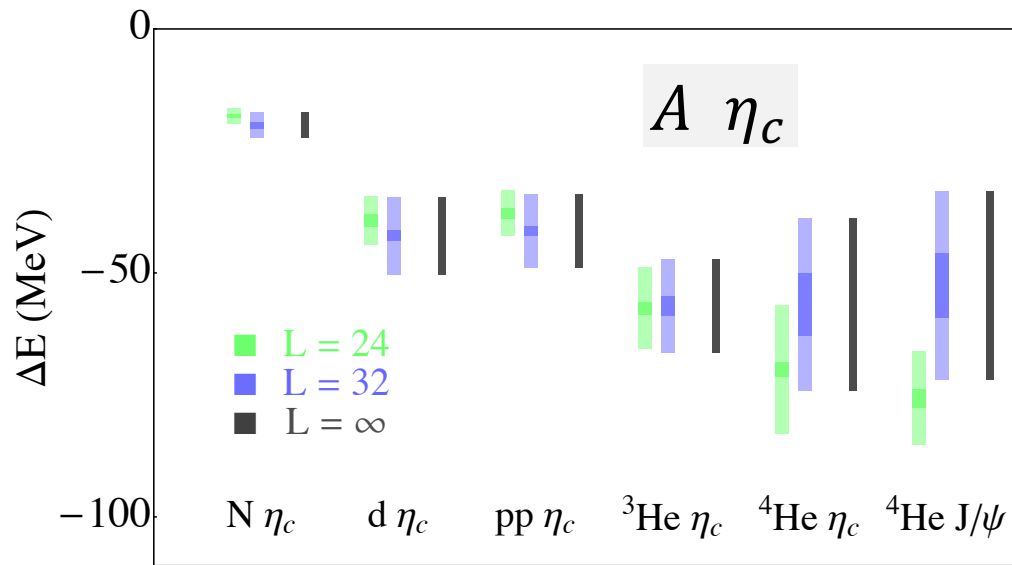 0
A η_c
ΔE (MeV)
−50
L = 24
L = 32
L = ∞
−100
N η_c
d η_c
pp η_c
³He η_c
⁴He η_c
⁴He J/ψ